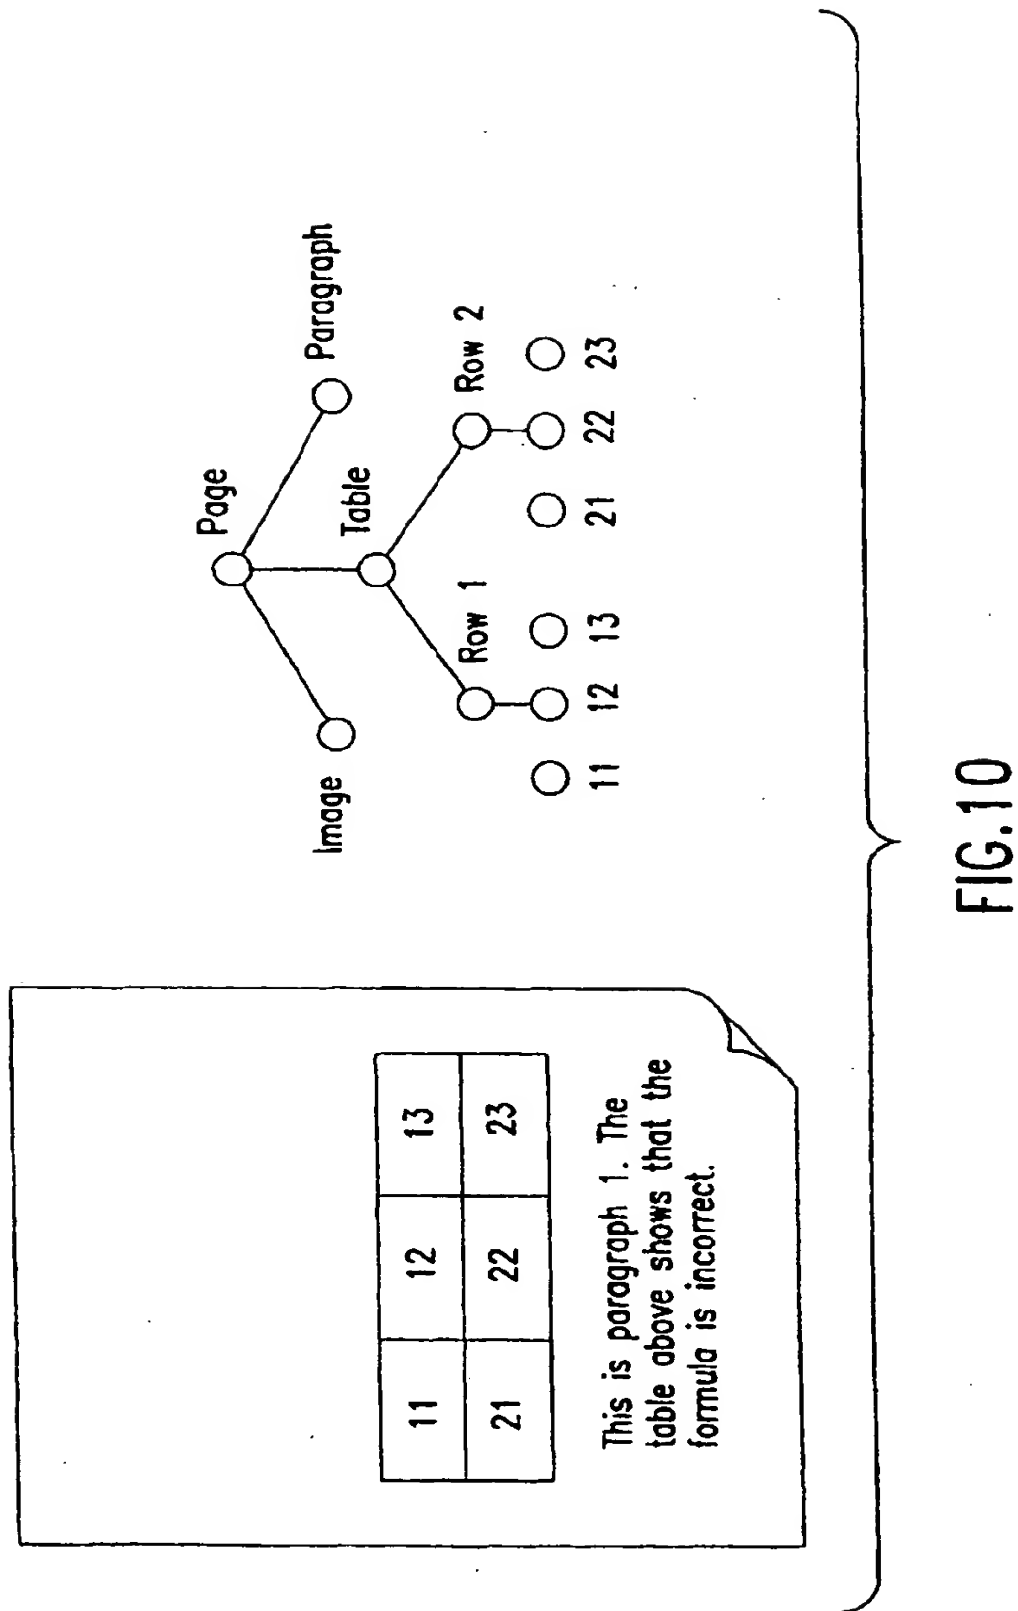 11 12 13
21 22 23
This is paragraph 1. The
table above shows that the
formula is incorrect.
Page
Image
Paragraph
Table
Row 1
Row 2
11 12 13 21 22 23
FIG.10